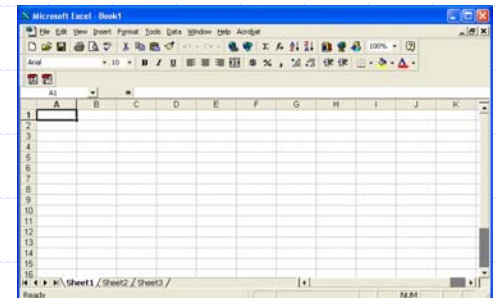 Microsoft Excel - Book1
File Edit View Insert Format Tools Data Window Help Acrobat
100%
Arial 10 B I U $ % ,
A1 =
A B C D E F G H I J K
1
2
3
4
5
6
7
8
9
10
11
12
13
14
15
16
Sheet1 Sheet2 Sheet3
Ready NUM